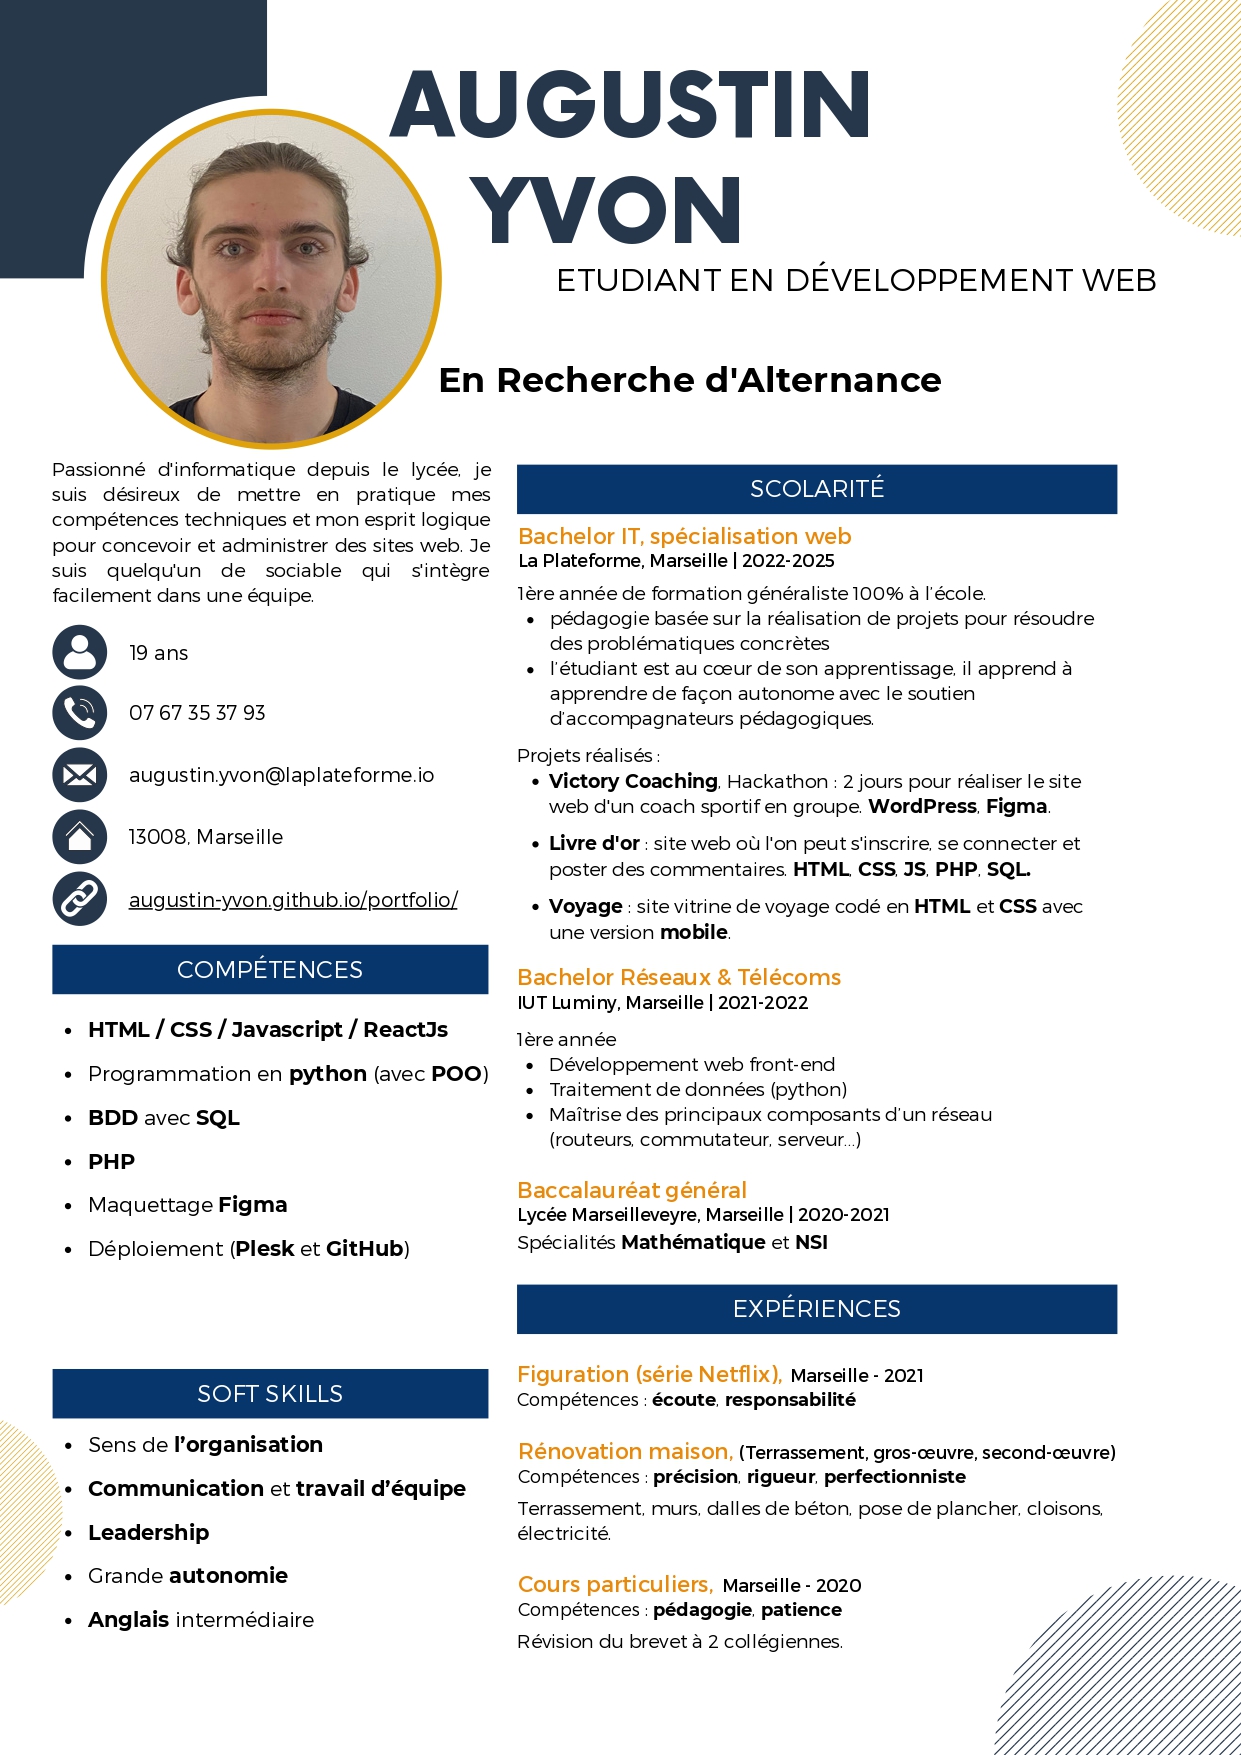 AUGUSTIN
YVON
ETUDIANT EN DÉVELOPPEMENT WEB
En Recherche d'Alternance
Passionné d'informatique depuis le lycée, je
suis désireux de mettre en pratique mes
compétences techniques et mon esprit logique
pour concevoir et administrer des sites web. Je
suis quelqu'un de sociable qui s'intègre
facilement dans une équipe.
19 ans
07 67 35 37 93
augustin.yvon@laplateforme.io
13008, Marseille
augustin-yvon.github.io/portfolio/
COMPÉTENCES
• HTML / CSS / Javascript / ReactJs
• Programmation en python (avec POO)
• BDD avec SQL
• PHP
• Maquettage Figma
• Déploiement (Plesk et GitHub)
SOFT SKILLS
• Sens de l’organisation
• Communication et travail d’équipe
• Leadership
• Grande autonomie
• Anglais intermédiaire
SCOLARITÉ
Bachelor IT, spécialisation web
La Plateforme, Marseille | 2022-2025
1ère année de formation généraliste 100% à l’école.
• pédagogie basée sur la réalisation de projets pour résoudre
des problématiques concrètes
• l’étudiant est au cœur de son apprentissage, il apprend à
apprendre de façon autonome avec le soutien
d’accompagnateurs pédagogiques.
Projets réalisés :
• Victory Coaching, Hackathon : 2 jours pour réaliser le site
web d'un coach sportif en groupe. WordPress, Figma.
• Livre d'or : site web où l'on peut s'inscrire, se connecter et
poster des commentaires. HTML, CSS, JS, PHP, SQL.
• Voyage : site vitrine de voyage codé en HTML et CSS avec
une version mobile.
Bachelor Réseaux & Télécoms
IUT Luminy, Marseille | 2021-2022
1ère année
• Développement web front-end
• Traitement de données (python)
• Maîtrise des principaux composants d’un réseau
(routeurs, commutateur, serveur...)
Baccalauréat général
Lycée Marseilleveyre, Marseille | 2020-2021
Spécialités Mathématique et NSI
EXPÉRIENCES
Figuration (série Netflix), Marseille - 2021
Compétences : écoute, responsabilité
Rénovation maison, (Terrassement, gros-œuvre, second-œuvre)
Compétences : précision, rigueur, perfectionniste
Terrassement, murs, dalles de béton, pose de plancher, cloisons,
électricité.
Cours particuliers, Marseille - 2020
Compétences : pédagogie, patience
Révision du brevet à 2 collégiennes.